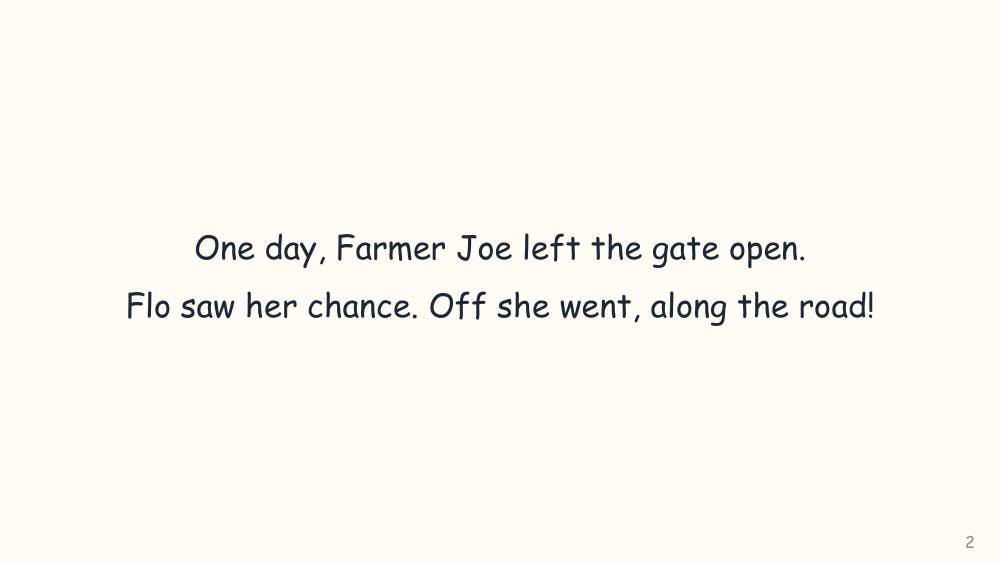 One day, Farmer Joe left the gate open.
Flo saw her chance. Off she went, along the road!
2